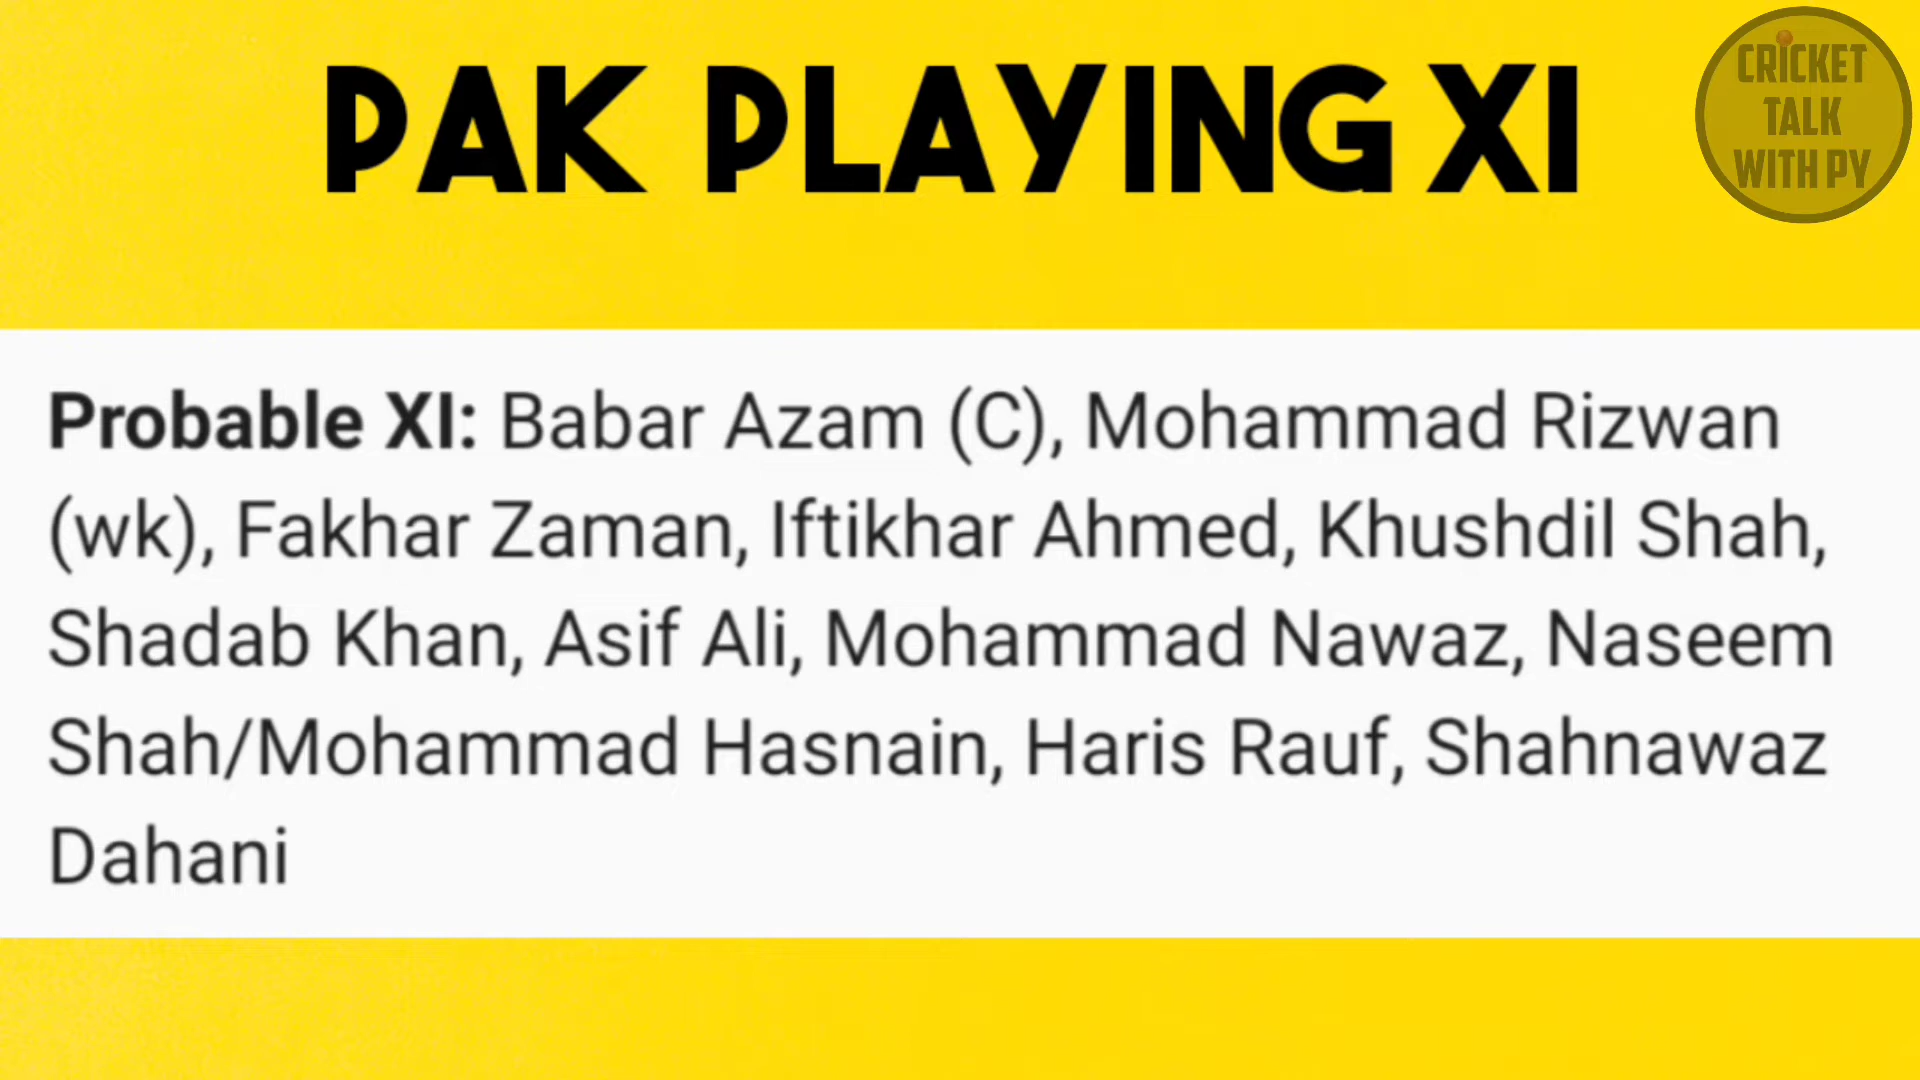 PAK PLAYING XI
CRICKET
TALK
WITH PY
Probable XI: Babar Azam (C), Mohammad Rizwan
(wk), Fakhar Zaman, Iftikhar Ahmed, Khushdil Shah,
Shadab Khan, Asif Ali, Mohammad Nawaz, Naseem
Shah/Mohammad Hasnain, Haris Rauf, Shahnawaz
Dahani